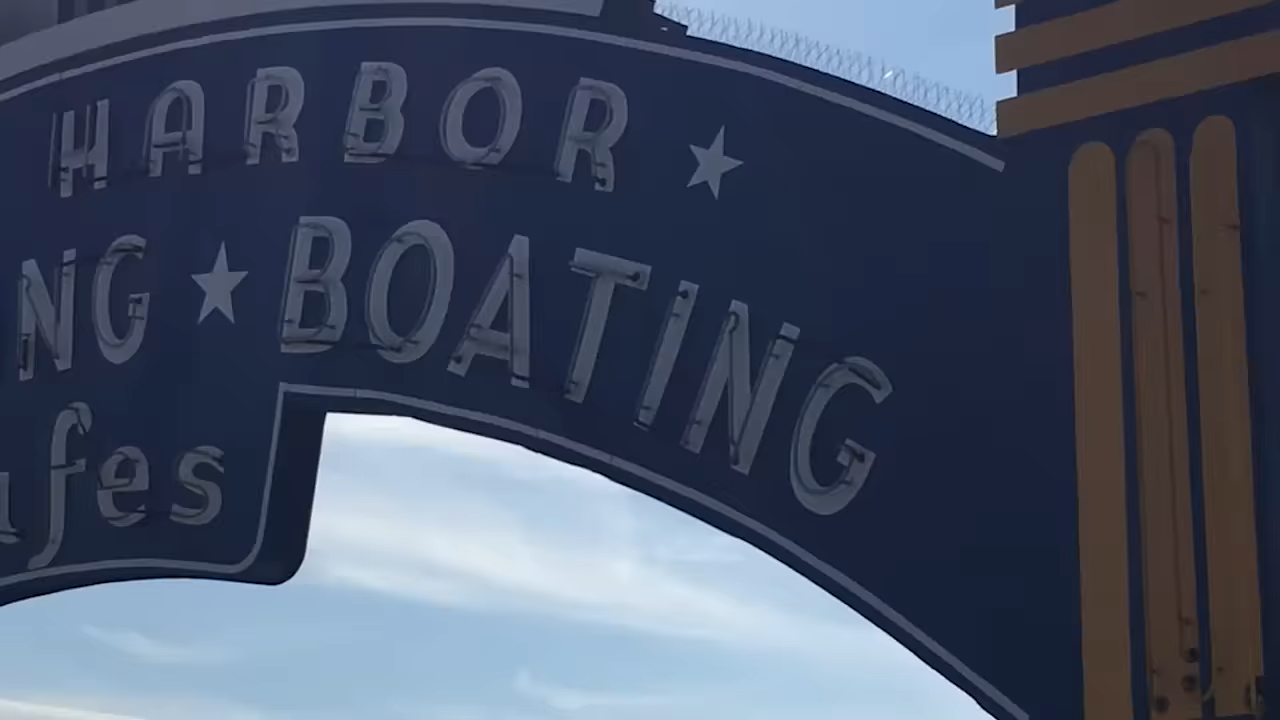 HARBOR ★
NG ★ BOATING
afes